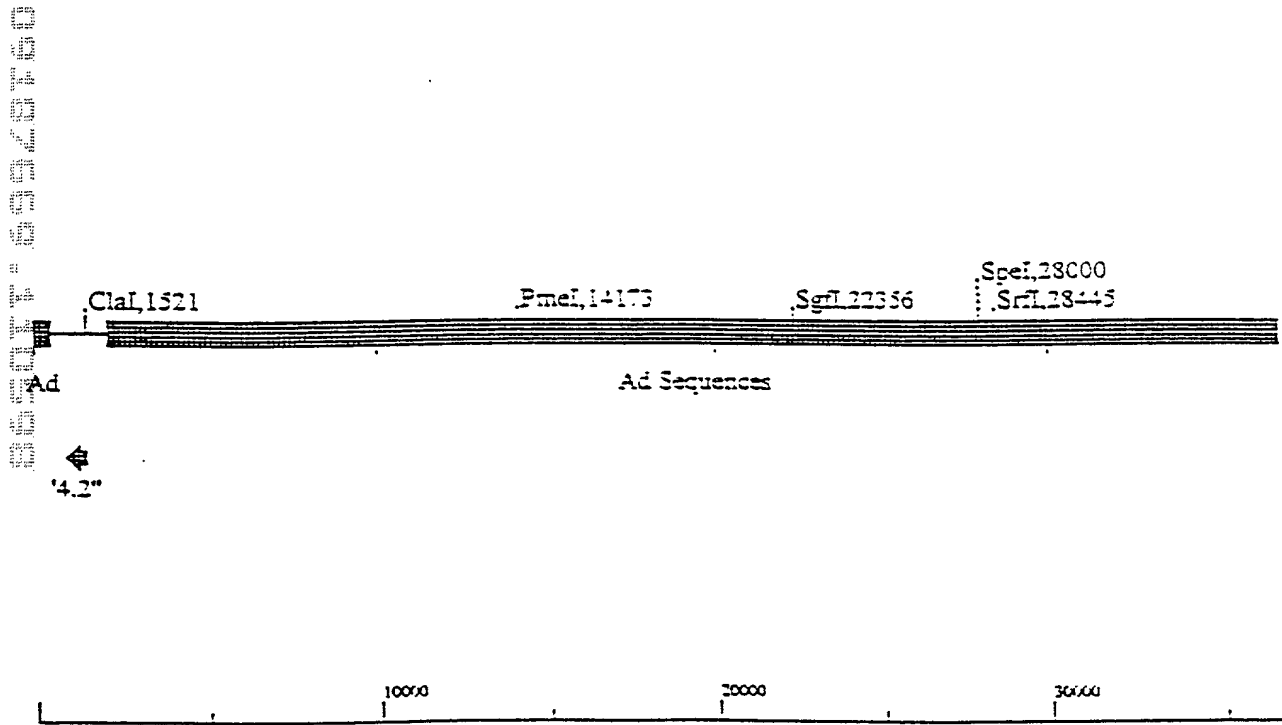 SpeI,28000
ClaI,1521
PmeI,14173
SgfI,22356
SrfI,28445
Ad
Ad Sequences
"4.2"
10000
20000
30000